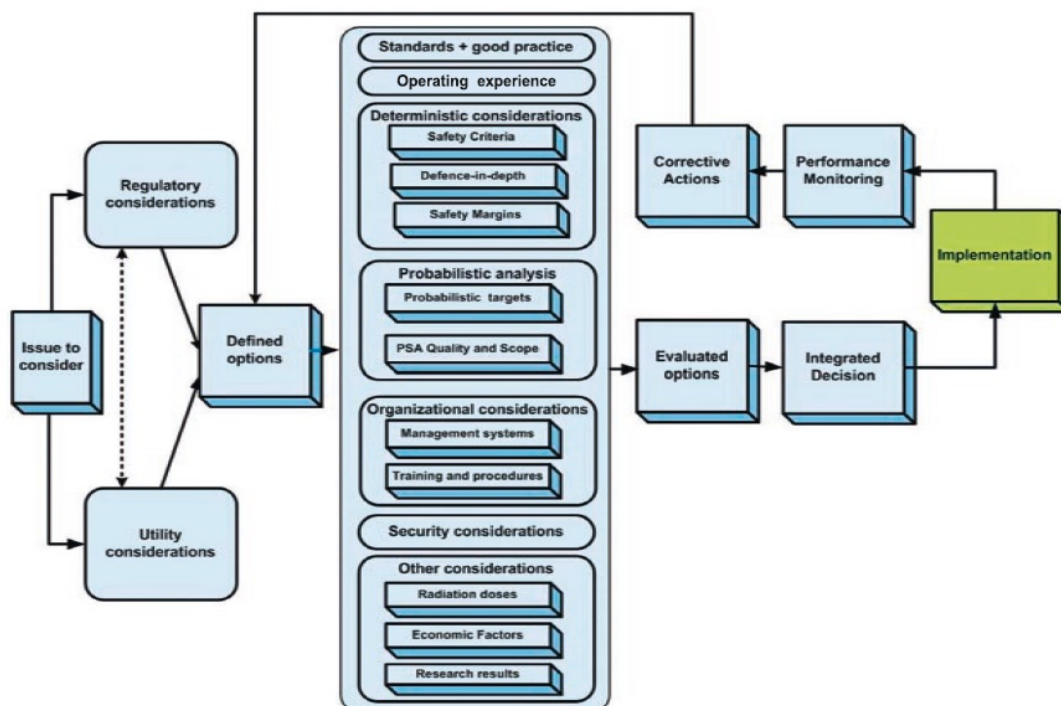 Issue to
consider
Regulatory
considerations
Utility
considerations
Defined
options
Standards + good practice
Operating experience
Deterministic considerations
Safety Criteria
Defence-in-depth
Safety Margins
Probabilistic analysis
Probabilistic targets
PSA Quality and Scope
Organizational considerations
Management systems
Training and procedures
Security considerations
Other considerations
Radiation doses
Economic Factors
Research results
Evaluated
options
Integrated
Decision
Implementation
Performance
Monitoring
Corrective
Actions